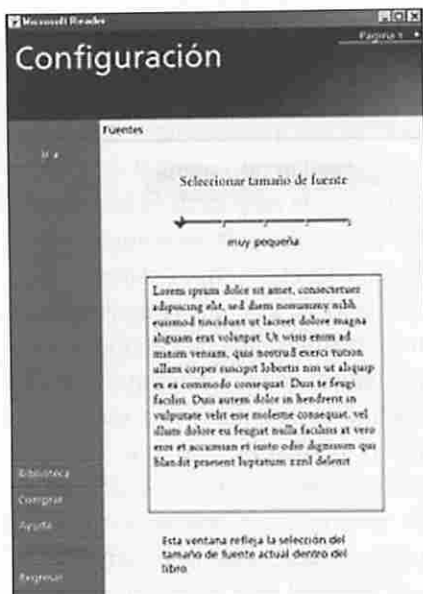 Microsoft Reader
Página 1
Configuración
Fuentes
Ir a
Seleccionar tamaño de fuente
muy pequeña
Lorem ipsum dolor sit amet, consectetuer
adipiscing elit, sed diem nonummy nibh
euismod tincidunt ut lacreet dolore magna
aliguam erat volutpat. Ut wisis enim ad
minim veniam, quis nostrud exerci tution
ullam corper suscipit lobortis nisi ut aliquip
ex ea commodo consequat. Duis te feugi
facilisi. Duis autem dolor in hendrerit in
vulputate velit esse molestie consequat, vel
illum dolore eu feugiat nulla facilisis at vero
eros et accumsan et iusto odio dignissim qui
blandit praesent luptatum zzril delenit
Biblioteca
Comprar
Ayuda
Regresar
Esta ventana refleja la selección del
tamaño de fuente actual dentro del
libro.